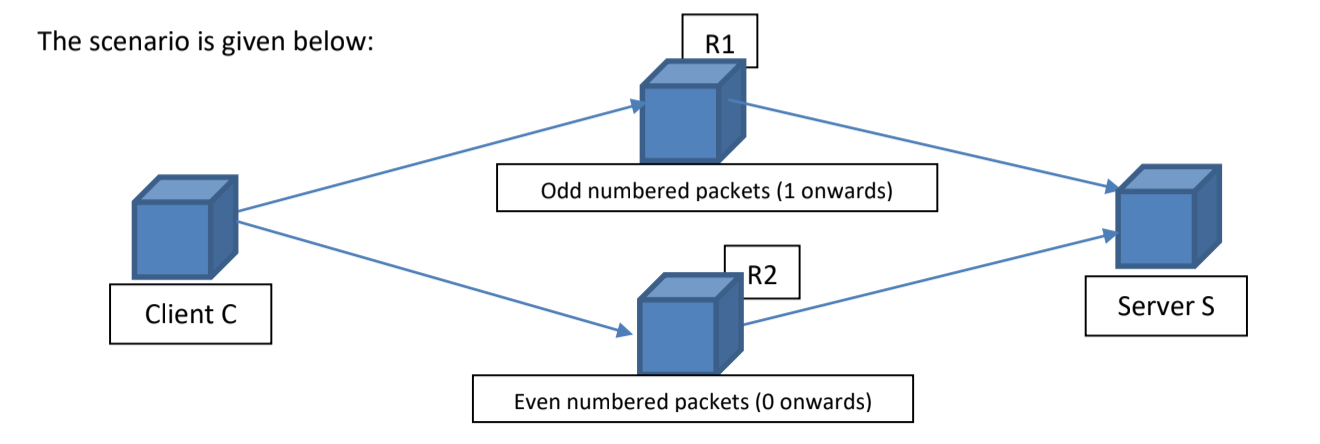 The scenario is given below:
R1
Odd numbered packets (1 onwards)
Client C
R2
Server S
Even numbered packets (0 onwards)